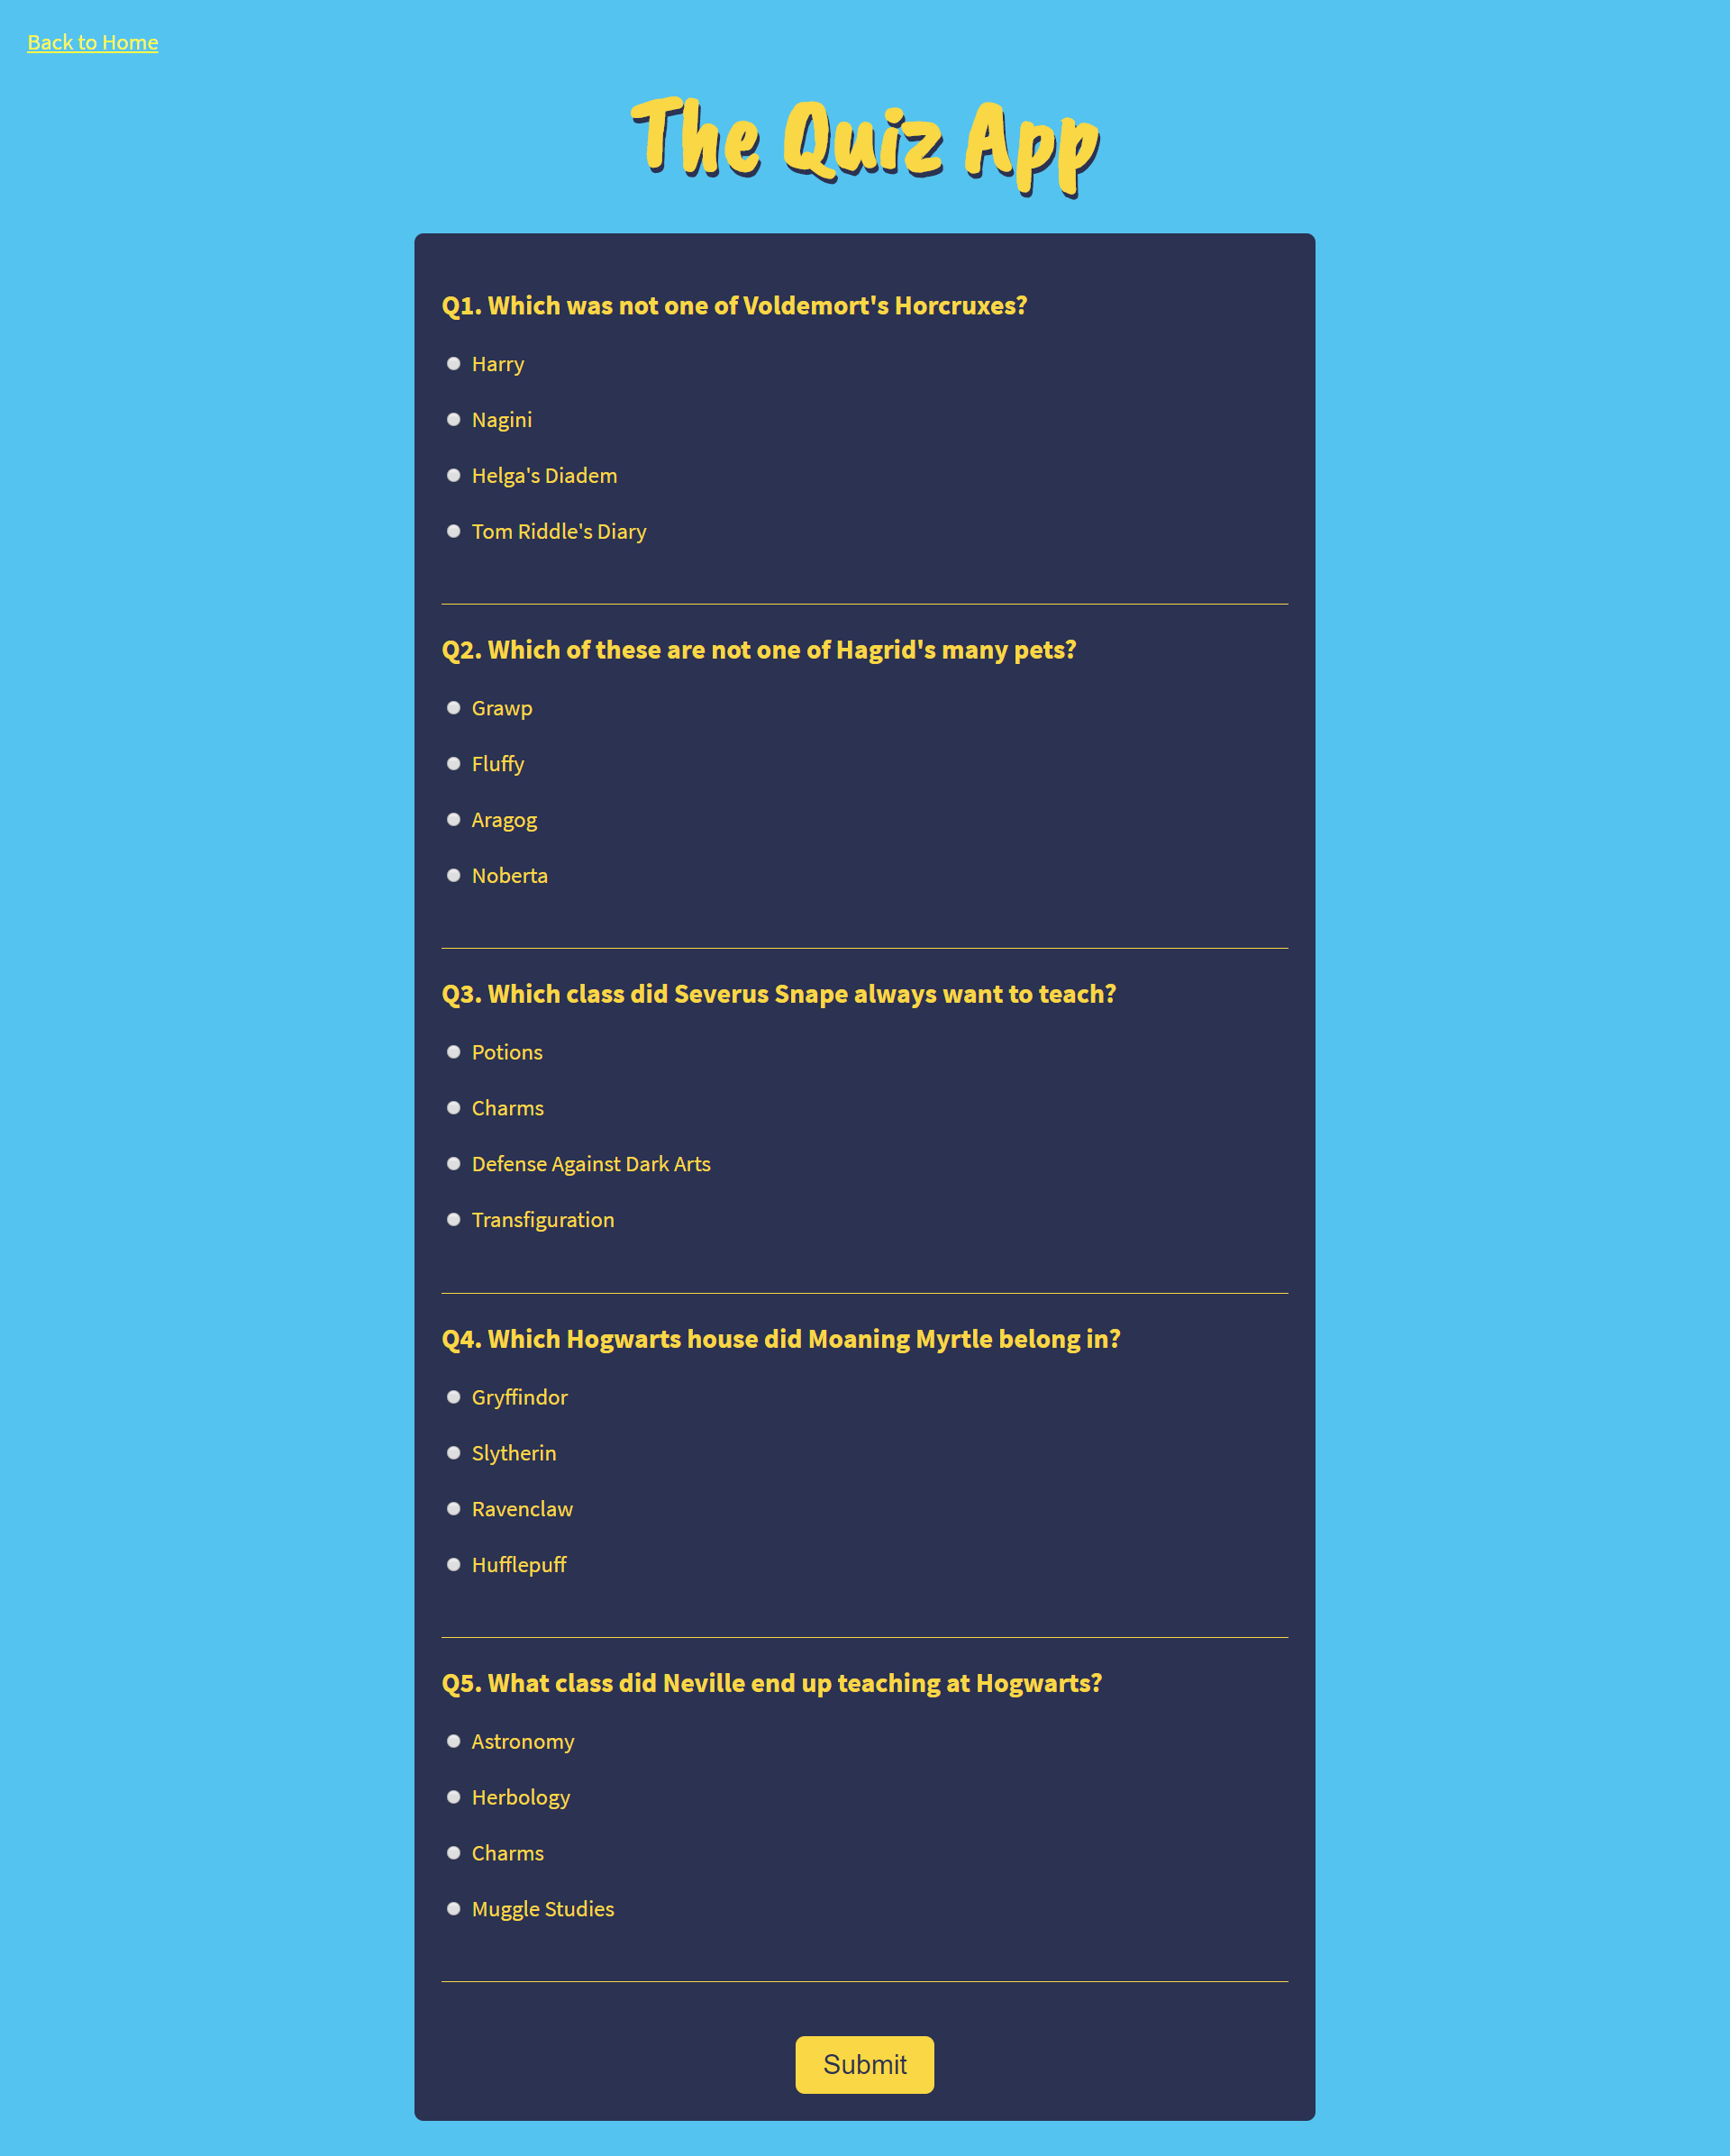 Back to Home
The Quiz App
Q1. Which was not one of Voldemort's Horcruxes?
Harry
Nagini
Helga's Diadem
Tom Riddle's Diary
Q2. Which of these are not one of Hagrid's many pets?
Grawp
Fluffy
Aragog
Noberta
Q3. Which class did Severus Snape always want to teach?
Potions
Charms
Defense Against Dark Arts
Transfiguration
Q4. Which Hogwarts house did Moaning Myrtle belong in?
Gryffindor
Slytherin
Ravenclaw
Hufflepuff
Q5. What class did Neville end up teaching at Hogwarts?
Astronomy
Herbology
Charms
Muggle Studies
Submit